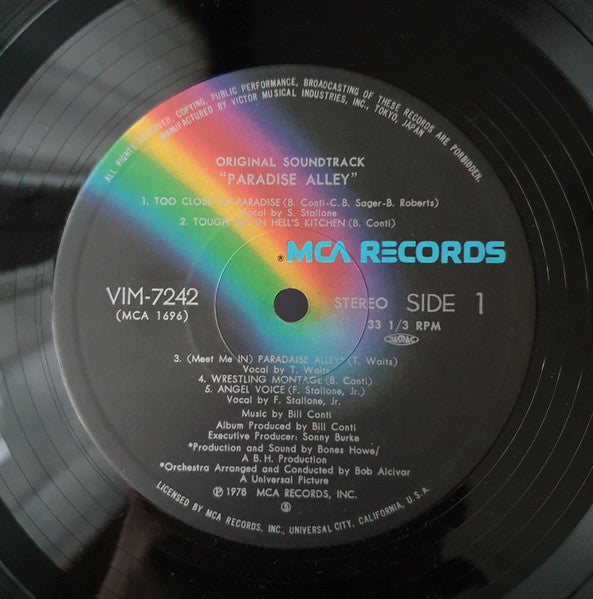 ALL RIGHTS RESERVED. COPYING, PUBLIC PERFORMANCE, BROADCASTING OF THESE RECORDS ARE FORBIDDEN.
MANUFACTURED BY VICTOR MUSICAL INDUSTRIES, INC., TOKYO, JAPAN
ORIGINAL SOUNDTRACK
"PARADISE ALLEY"
1. TOO CLOSE TO PARADISE (B. Conti-C.B. Sager-B. Roberts)
Vocal by S. Stallone
2. TOUGH IN HELL'S KITCHEN (B. Conti)
® MCA RECORDS
VIM-7242
(MCA 1696)
STEREO SIDE 1
33 1/3 RPM
JASRAC
3. (Meet Me IN) PARADAISE ALLEY* (T. Waits)
Vocal by T. Waits
4. WRESTLING MONTAGE (B. Conti)
5. ANGEL VOICE (F. Stallone, Jr.)
Vocal by F. Stallone, Jr.
Music by Bill Conti
Album Produced by Bill Conti
Executive Producer: Sonny Burke
*Production and Sound by Bones Howe/
A B.H. Production
*Orchestra Arranged and Conducted by Bob Alcivar
A Universal Picture
℗ 1978 MCA RECORDS, INC.
Ⓢ
LICENSED BY MCA RECORDS, INC., UNIVERSAL CITY, CALIFORNIA, U.S.A.